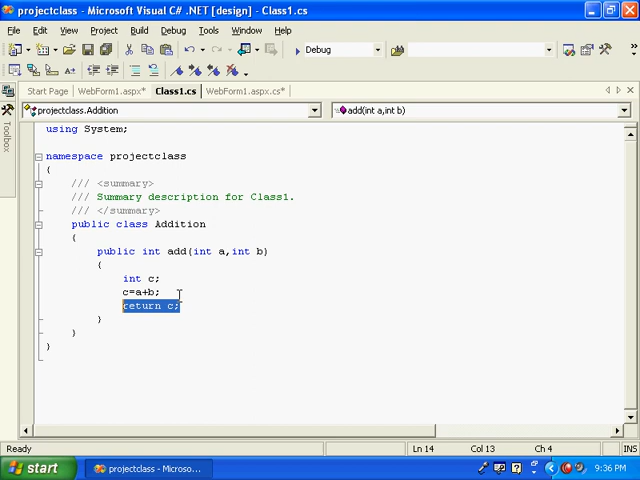 projectclass - Microsoft Visual C# .NET [design] - Class1.cs
File Edit View Project Build Debug Tools Window Help
Debug
Start Page WebForm1.aspx* Class1.cs WebForm1.aspx.cs*
projectclass.Addition add(int a,int b)
Toolbox
using System;
namespace projectclass
{
/// <summary>
/// Summary description for Class1.
/// </summary>
public class Addition
{
public int add(int a,int b)
{
int c;
c=a+b;
return c;
}
}
}
Ready Ln 14 Col 13 Ch 4 INS
start projectclass - Microso... 9:36 PM